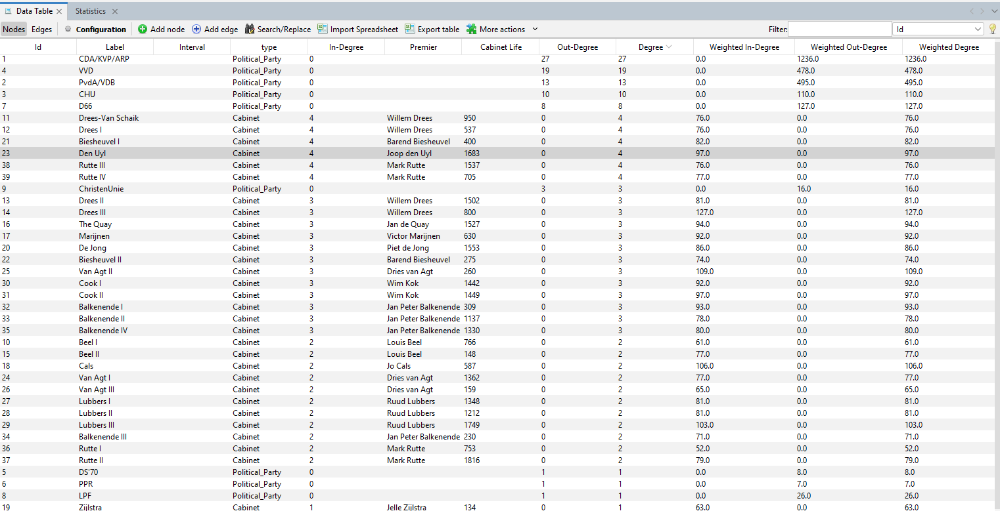 Data Table Statistics
Nodes Edges Configuration Add node Add edge Search/Replace Import Spreadsheet Export table More actions Filter: Id
Id Label Interval type In-Degree Premier Cabinet Life Out-Degree Degree Weighted In-Degree Weighted Out-Degree Weighted Degree
1 CDA/KVP/ARP Political_Party 0 27 27 0.0 1236.0 1236.0
4 VVD Political_Party 0 19 19 0.0 478.0 478.0
2 PvdA/VDB Political_Party 0 13 13 0.0 495.0 495.0
3 CHU Political_Party 0 10 10 0.0 110.0 110.0
7 D66 Political_Party 0 8 8 0.0 127.0 127.0
11 Drees-Van Schaik Cabinet 4 Willem Drees 950 0 4 76.0 0.0 76.0
12 Drees I Cabinet 4 Willem Drees 537 0 4 76.0 0.0 76.0
21 Biesheuvel I Cabinet 4 Barend Biesheuvel 400 0 4 82.0 0.0 82.0
23 Den Uyl Cabinet 4 Joop den Uyl 1683 0 4 97.0 0.0 97.0
38 Rutte III Cabinet 4 Mark Rutte 1537 0 4 76.0 0.0 76.0
39 Rutte IV Cabinet 4 Mark Rutte 705 0 4 77.0 0.0 77.0
9 ChristenUnie Political_Party 0 3 3 0.0 16.0 16.0
13 Drees II Cabinet 3 Willem Drees 1502 0 3 81.0 0.0 81.0
14 Drees III Cabinet 3 Willem Drees 800 0 3 127.0 0.0 127.0
16 The Quay Cabinet 3 Jan de Quay 1527 0 3 94.0 0.0 94.0
17 Marijnen Cabinet 3 Victor Marijnen 630 0 3 92.0 0.0 92.0
20 De Jong Cabinet 3 Piet de Jong 1553 0 3 86.0 0.0 86.0
22 Biesheuvel II Cabinet 3 Barend Biesheuvel 275 0 3 74.0 0.0 74.0
25 Van Agt II Cabinet 3 Dries van Agt 260 0 3 109.0 0.0 109.0
30 Cook I Cabinet 3 Wim Kok 1442 0 3 92.0 0.0 92.0
31 Cook II Cabinet 3 Wim Kok 1449 0 3 97.0 0.0 97.0
32 Balkenende I Cabinet 3 Jan Peter Balkenende 309 0 3 93.0 0.0 93.0
33 Balkenende II Cabinet 3 Jan Peter Balkenende 1137 0 3 78.0 0.0 78.0
35 Balkenende IV Cabinet 3 Jan Peter Balkenende 1330 0 3 80.0 0.0 80.0
10 Beel I Cabinet 2 Louis Beel 766 0 2 61.0 0.0 61.0
15 Beel II Cabinet 2 Louis Beel 148 0 2 77.0 0.0 77.0
18 Cals Cabinet 2 Jo Cals 587 0 2 106.0 0.0 106.0
24 Van Agt I Cabinet 2 Dries van Agt 1362 0 2 77.0 0.0 77.0
26 Van Agt III Cabinet 2 Dries van Agt 159 0 2 65.0 0.0 65.0
27 Lubbers I Cabinet 2 Ruud Lubbers 1348 0 2 81.0 0.0 81.0
28 Lubbers II Cabinet 2 Ruud Lubbers 1212 0 2 81.0 0.0 81.0
29 Lubbers III Cabinet 2 Ruud Lubbers 1749 0 2 103.0 0.0 103.0
34 Balkenende III Cabinet 2 Jan Peter Balkenende 230 0 2 71.0 0.0 71.0
36 Rutte I Cabinet 2 Mark Rutte 753 0 2 52.0 0.0 52.0
37 Rutte II Cabinet 2 Mark Rutte 1816 0 2 79.0 0.0 79.0
5 DS'70 Political_Party 0 1 1 0.0 8.0 8.0
6 PPR Political_Party 0 1 1 0.0 7.0 7.0
8 LPF Political_Party 0 1 1 0.0 26.0 26.0
19 Zijlstra Cabinet 1 Jelle Zijlstra 134 0 1 63.0 0.0 63.0